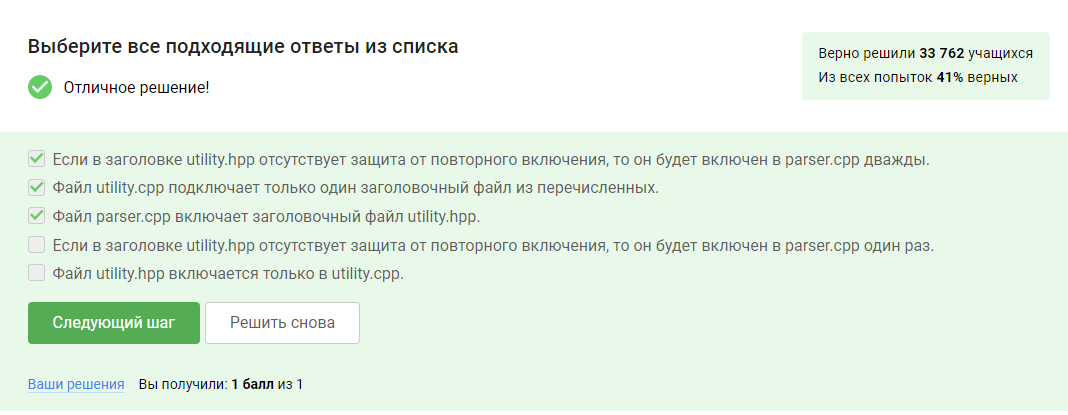 Выберите все подходящие ответы из списка
Верно решили 33 762 учащихся
Из всех попыток 41% верных
Отличное решение!
Если в заголовке utility.hpp отсутствует защита от повторного включения, то он будет включен в parser.cpp дважды.
Файл utility.cpp подключает только один заголовочный файл из перечисленных.
Файл parser.cpp включает заголовочный файл utility.hpp.
Если в заголовке utility.hpp отсутствует защита от повторного включения, то он будет включен в parser.cpp один раз.
Файл utility.hpp включается только в utility.cpp.
Следующий шаг Решить снова
Ваши решения Вы получили: 1 балл из 1